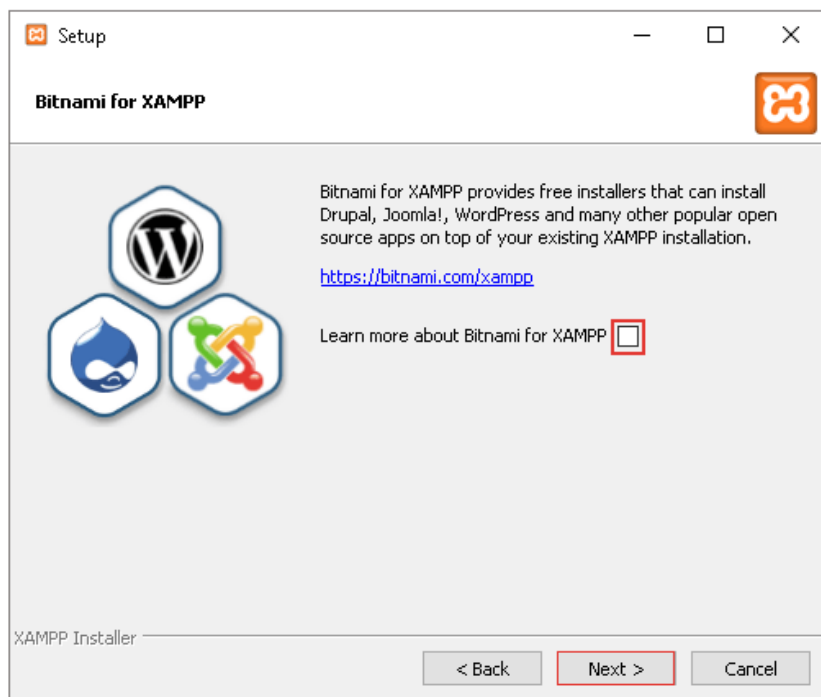 Setup
Bitnami for XAMPP
Bitnami for XAMPP provides free installers that can install
Drupal, Joomla!, WordPress and many other popular open
source apps on top of your existing XAMPP installation.
https://bitnami.com/xampp
Learn more about Bitnami for XAMPP
XAMPP Installer
< Back Next > Cancel